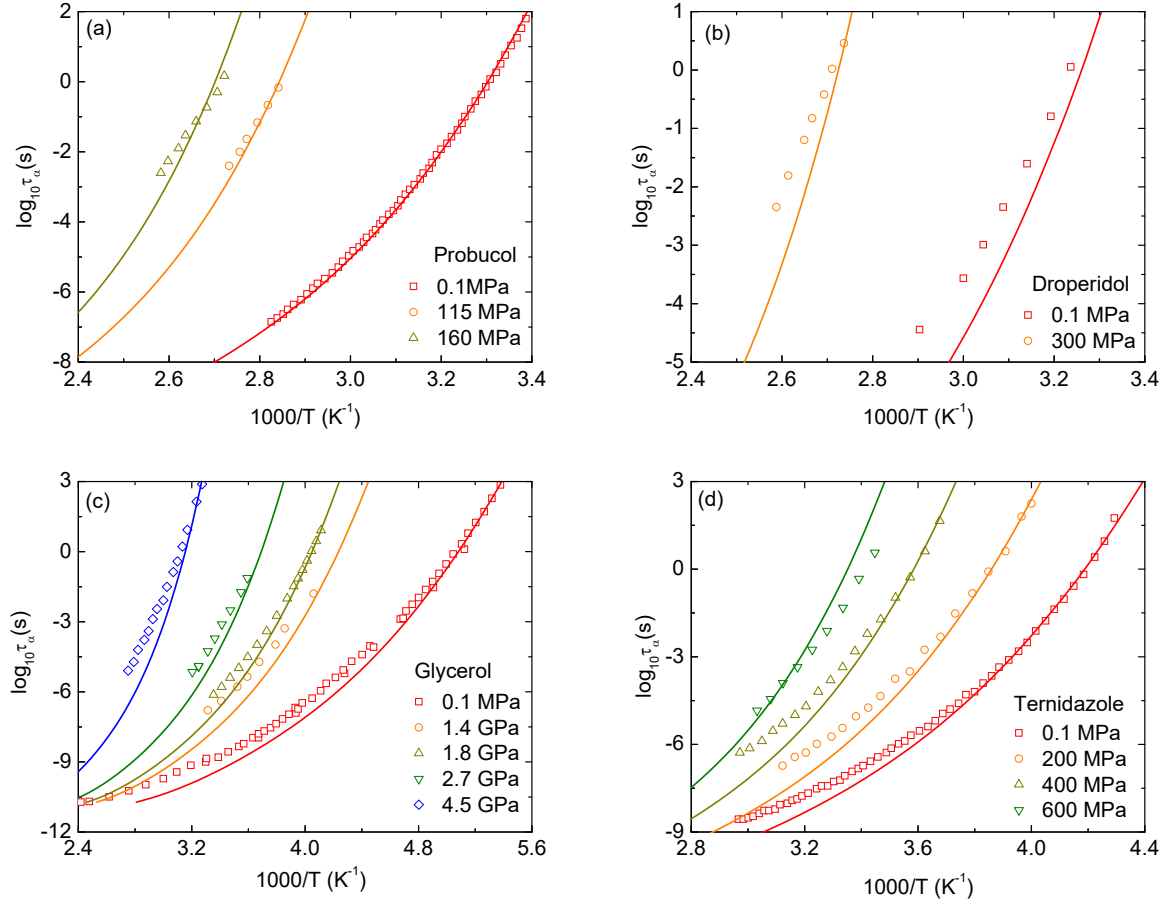 (a)
2
0
-2
-4
-6
-8
log₁₀τα(s)
Probucol
0.1MPa
115 MPa
160 MPa
2.4 2.6 2.8 3.0 3.2 3.4
1000/T (K⁻¹)
(b)
1
0
-1
-2
-3
-4
-5
log₁₀τα(s)
Droperidol
0.1 MPa
300 MPa
2.4 2.6 2.8 3.0 3.2 3.4
1000/T (K⁻¹)
(c)
3
0
-3
-6
-9
-12
log₁₀τα(s)
Glycerol
0.1 MPa
1.4 GPa
1.8 GPa
2.7 GPa
4.5 GPa
2.4 3.2 4.0 4.8 5.6
1000/T (K⁻¹)
(d)
3
0
-3
-6
-9
log₁₀τα(s)
Ternidazole
0.1 MPa
200 MPa
400 MPa
600 MPa
2.8 3.2 3.6 4.0 4.4
1000/T (K⁻¹)